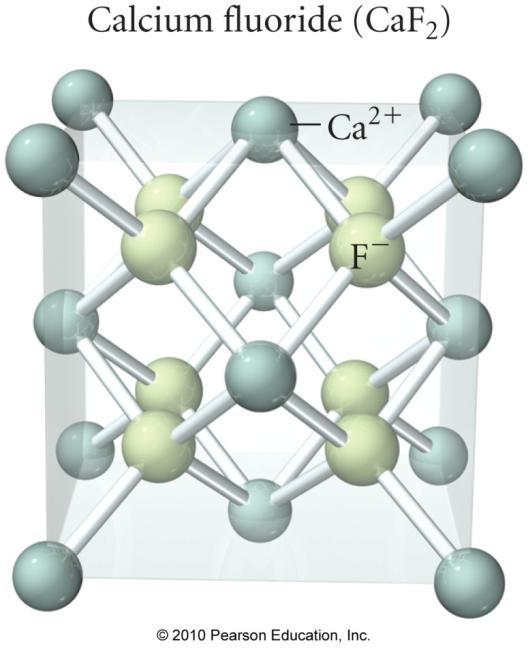 Calcium fluoride (CaF₂)
Ca²⁺
F⁻
© 2010 Pearson Education, Inc.